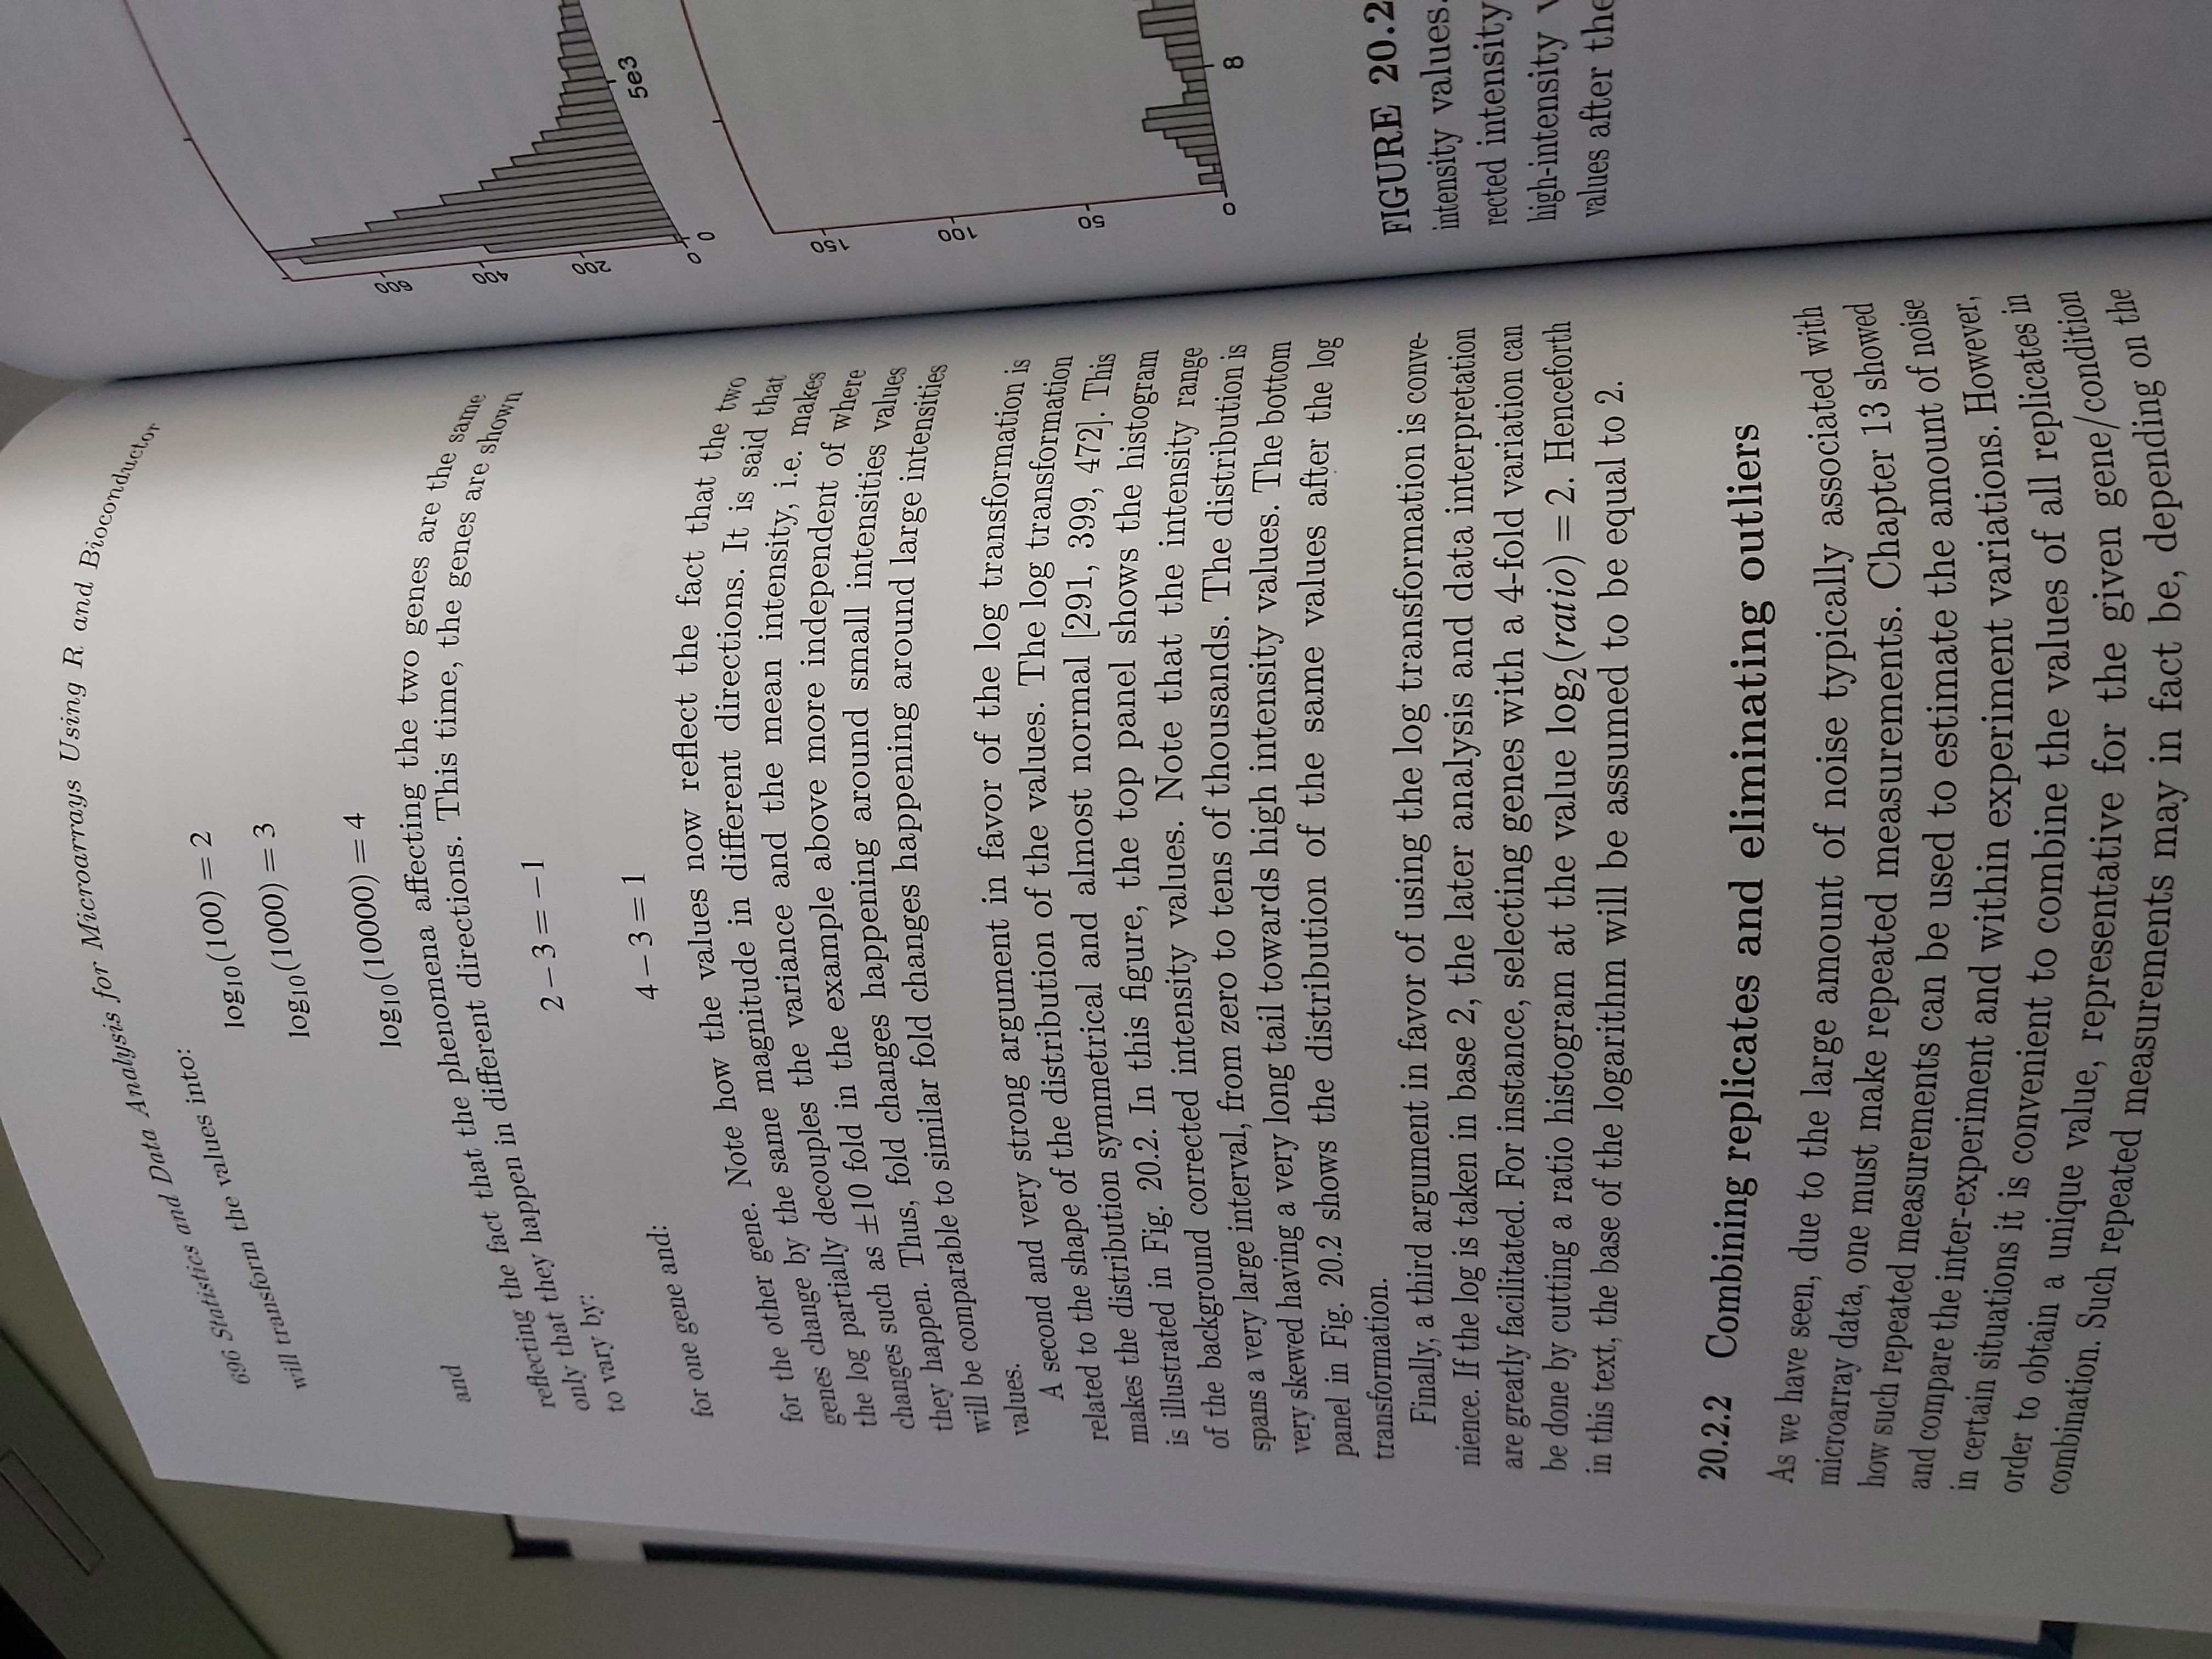 696 Statistics and Data Analysis for Microarrays Using R and Bioconductor
will transform the values into:
log₁₀(100) = 2
log₁₀(1000) = 3
and
log₁₀(10000) = 4
reflecting the fact that the phenomena affecting the two genes are the same
only that they happen in different directions. This time, the genes are shown
to vary by:
2 − 3 = −1
for one gene and:
4 − 3 = 1
for the other gene. Note how the values now reflect the fact that the two
genes change by the same magnitude in different directions. It is said that
the log partially decouples the variance and the mean intensity, i.e. makes
changes such as ±10 fold in the example above more independent of where
they happen. Thus, fold changes happening around small intensities values
will be comparable to similar fold changes happening around large intensities
values.
A second and very strong argument in favor of the log transformation is
related to the shape of the distribution of the values. The log transformation
makes the distribution symmetrical and almost normal [291, 399, 472]. This
is illustrated in Fig. 20.2. In this figure, the top panel shows the histogram
of the background corrected intensity values. Note that the intensity range
spans a very large interval, from zero to tens of thousands. The distribution is
very skewed having a very long tail towards high intensity values. The bottom
panel in Fig. 20.2 shows the distribution of the same values after the log
transformation.
Finally, a third argument in favor of using the log transformation is conve-
nience. If the log is taken in base 2, the later analysis and data interpretation
are greatly facilitated. For instance, selecting genes with a 4-fold variation can
be done by cutting a ratio histogram at the value log₂(ratio) = 2. Henceforth
in this text, the base of the logarithm will be assumed to be equal to 2.
20.2.2 Combining replicates and eliminating outliers
As we have seen, due to the large amount of noise typically associated with
microarray data, one must make repeated measurements. Chapter 13 showed
how such repeated measurements can be used to estimate the amount of noise
and compare the inter-experiment and within experiment variations. However,
in certain situations it is convenient to combine the values of all replicates in
order to obtain a unique value, representative for the given gene/condition
combination. Such repeated measurements may in fact be, depending on the
600
400
200
0
0
5e3
150
100
50
0
8
FIGURE 20.2
intensity values.
rected intensity
high-intensity
values after the